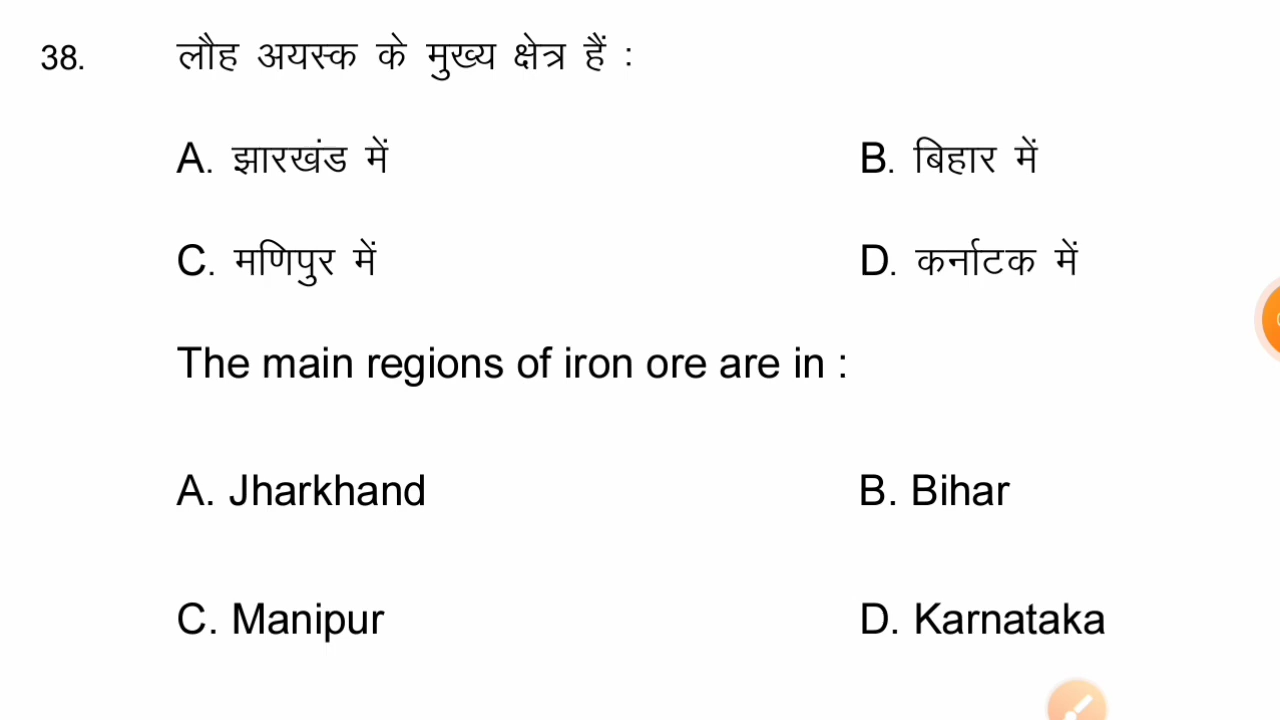 38. लौह अयस्क के मुख्य क्षेत्र हैं :
A. झारखंड में B. बिहार में
C. मणिपुर में D. कर्नाटक में
The main regions of iron ore are in :
A. Jharkhand B. Bihar
C. Manipur D. Karnataka